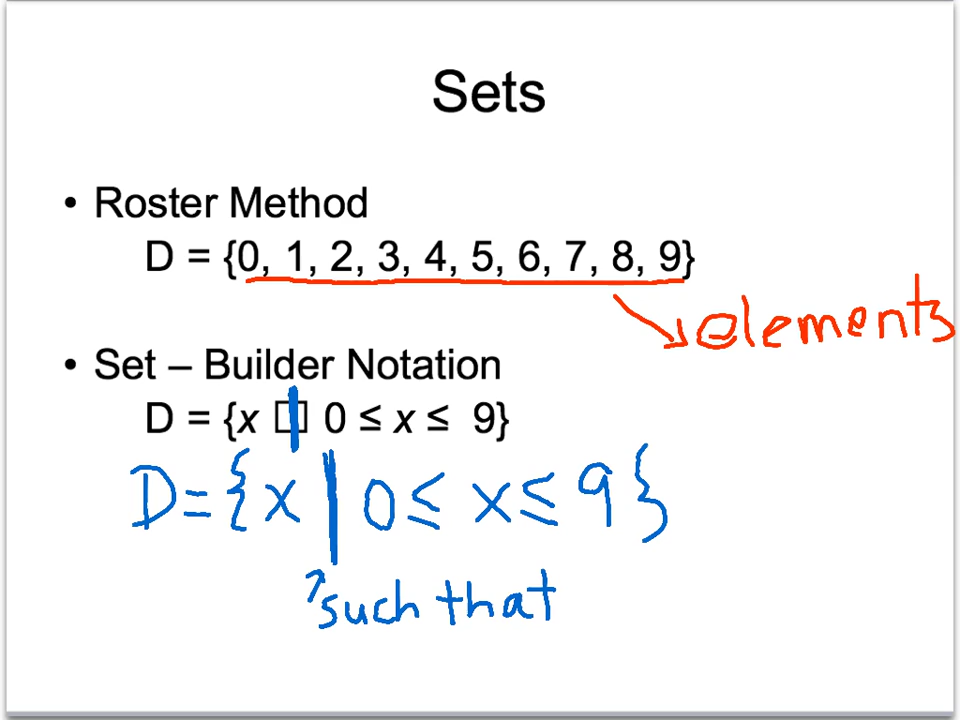 Sets
• Roster Method
D = {0, 1, 2, 3, 4, 5, 6, 7, 8, 9}
elements
• Set – Builder Notation
D = {x | 0 ≤ x ≤ 9}
D = {x | 0 ≤ x ≤ 9}
such that